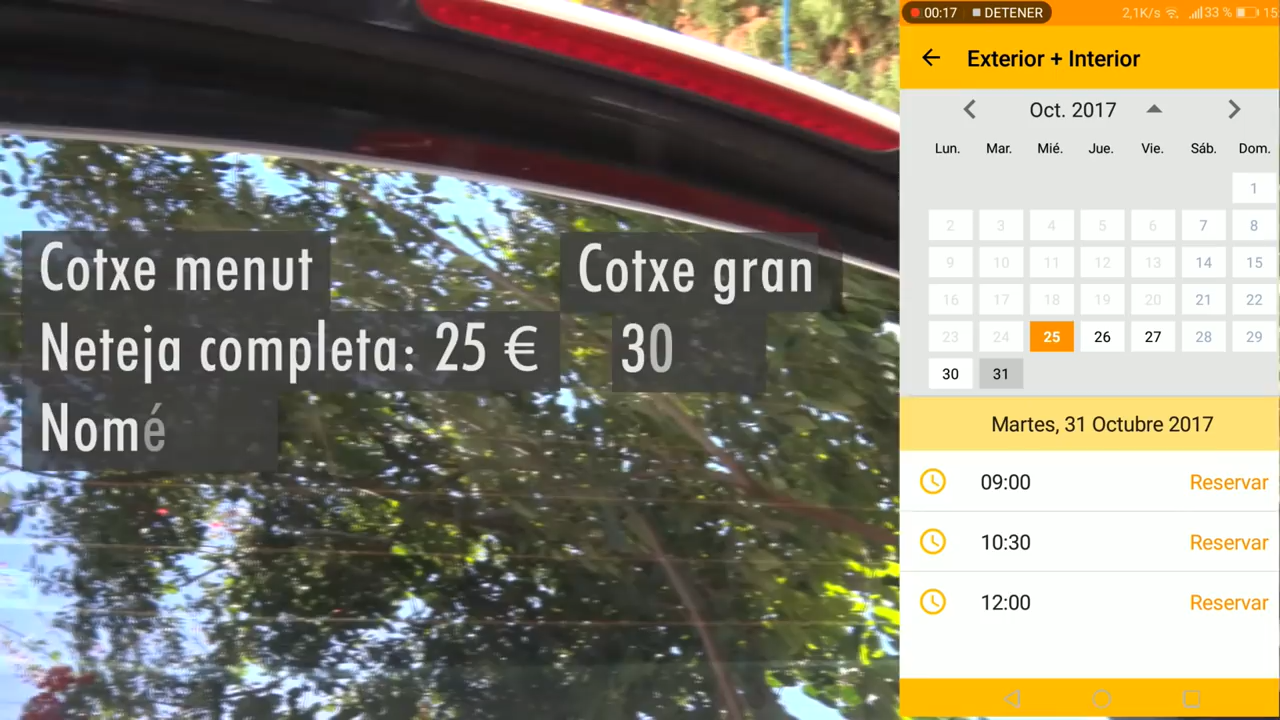 Cotxe menut
Cotxe gran
Neteja completa: 25 €
30
Nomé
00:17 DETENER
2,1K/s 33 % 15
Exterior + Interior
Oct. 2017
Lun. Mar. Mié. Jue. Vie. Sáb. Dom.
1
2 3 4 5 6 7 8
9 10 11 12 13 14 15
16 17 18 19 20 21 22
23 24 25 26 27 28 29
30 31
Martes, 31 Octubre 2017
09:00 Reservar
10:30 Reservar
12:00 Reservar